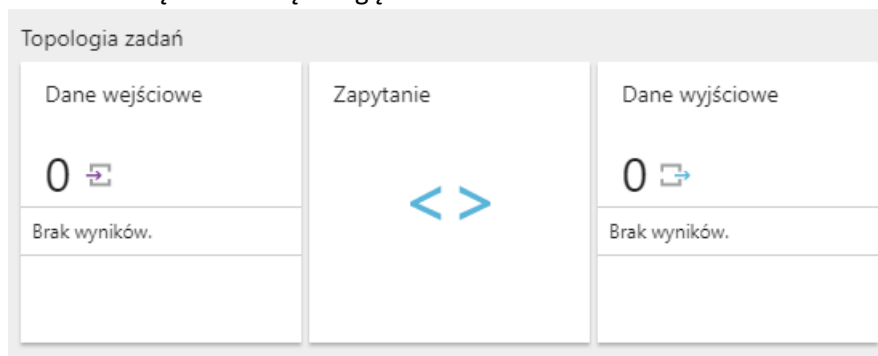 Topologia zadań
Dane wejściowe
Zapytanie
Dane wyjściowe
0
< >
0
Brak wyników.
Brak wyników.